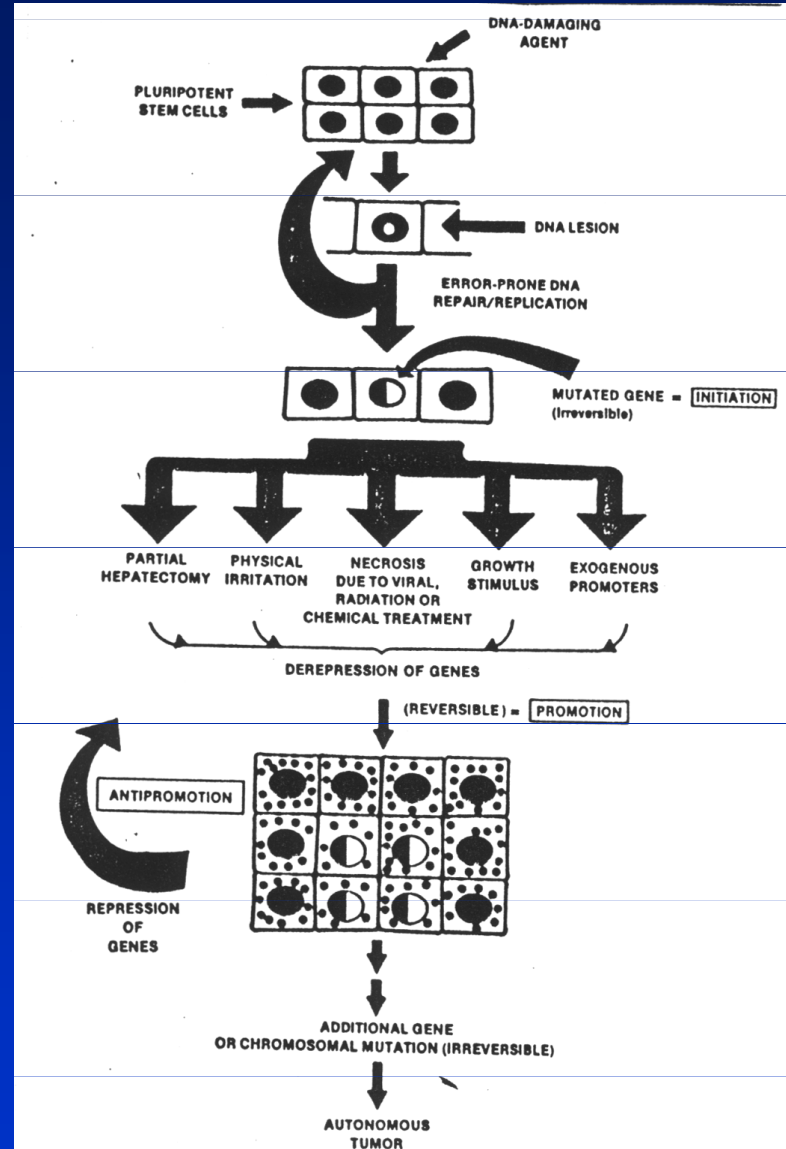 DNA-DAMAGING
AGENT
PLURIPOTENT
STEM CELLS
DNA LESION
ERROR-PRONE DNA
REPAIR/REPLICATION
MUTATED GENE = INITIATION
(irreversible)
PARTIAL
HEPATECTOMY
PHYSICAL
IRRITATION
NECROSIS
DUE TO VIRAL,
RADIATION OR
CHEMICAL TREATMENT
GROWTH
STIMULUS
EXOGENOUS
PROMOTERS
DEREPRESSION OF GENES
(REVERSIBLE) = PROMOTION
ANTIPROMOTION
REPRESSION
OF
GENES
ADDITIONAL GENE
OR CHROMOSOMAL MUTATION (IRREVERSIBLE)
AUTONOMOUS
TUMOR